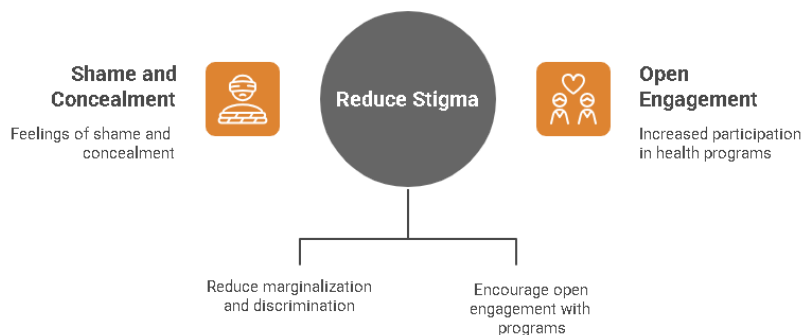 Shame and
Concealment
Feelings of shame and
concealment
Reduce Stigma
Open
Engagement
Increased participation
in health programs
Reduce marginalization
and discrimination
Encourage open
engagement with
programs